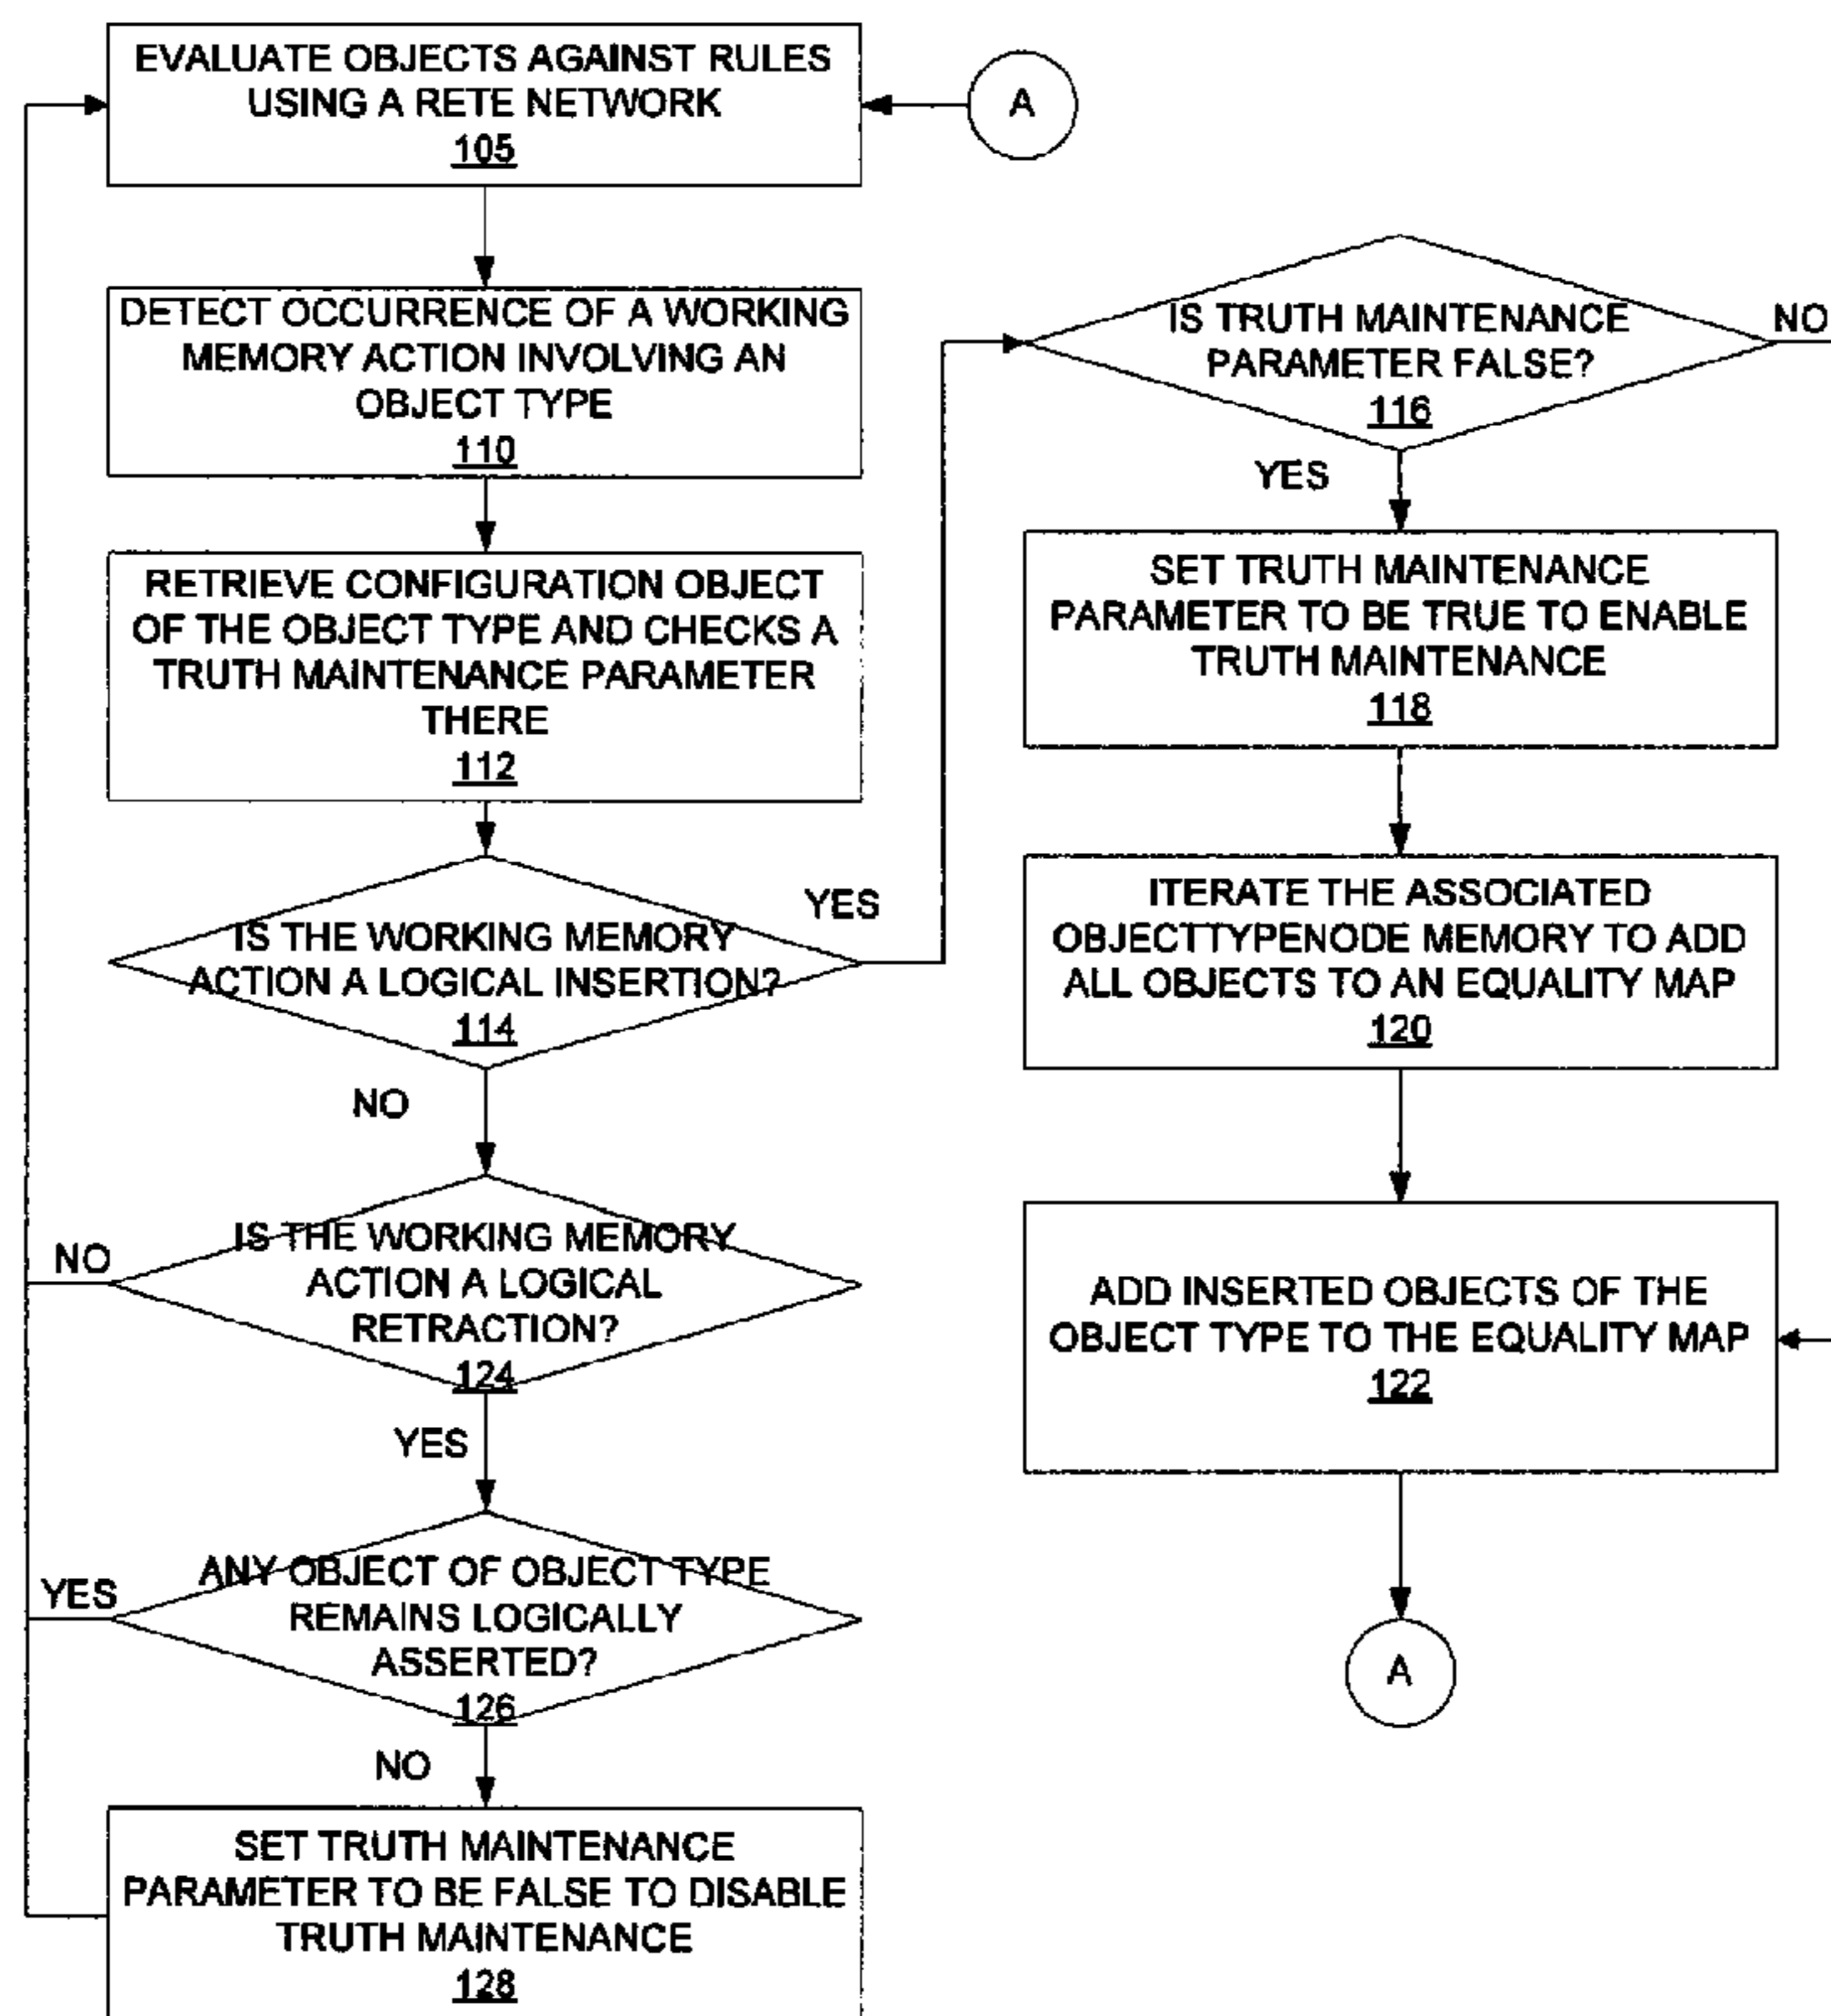 EVALUATE OBJECTS AGAINST RULES
USING A RETE NETWORK
105
A
DETECT OCCURRENCE OF A WORKING
MEMORY ACTION INVOLVING AN
OBJECT TYPE
110
RETRIEVE CONFIGURATION OBJECT
OF THE OBJECT TYPE AND CHECKS A
TRUTH MAINTENANCE PARAMETER
THERE
112
IS THE WORKING MEMORY
ACTION A LOGICAL INSERTION?
114
YES
NO
IS THE WORKING MEMORY
ACTION A LOGICAL
RETRACTION?
124
NO
YES
ANY OBJECT OF OBJECT TYPE
REMAINS LOGICALLY
ASSERTED?
126
YES
NO
SET TRUTH MAINTENANCE
PARAMETER TO BE FALSE TO DISABLE
TRUTH MAINTENANCE
128
IS TRUTH MAINTENANCE
PARAMETER FALSE?
116
NO
YES
SET TRUTH MAINTENANCE
PARAMETER TO BE TRUE TO ENABLE
TRUTH MAINTENANCE
118
ITERATE THE ASSOCIATED
OBJECTTYPENODE MEMORY TO ADD
ALL OBJECTS TO AN EQUALITY MAP
120
ADD INSERTED OBJECTS OF THE
OBJECT TYPE TO THE EQUALITY MAP
122
A